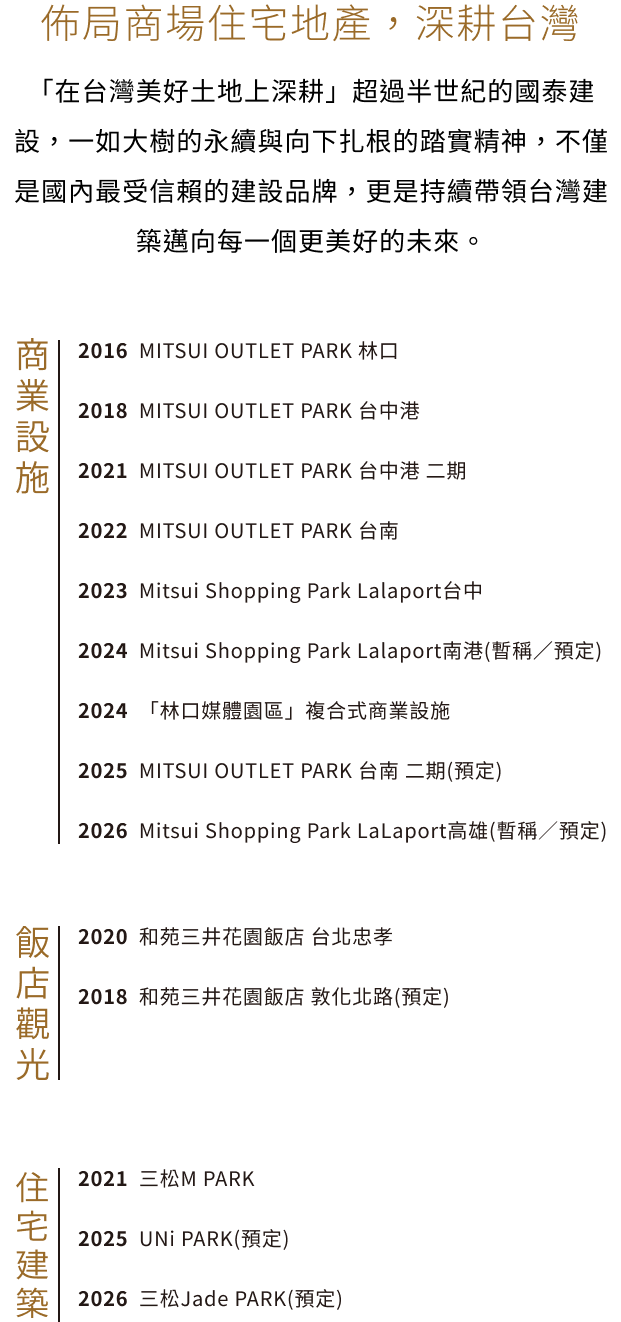 佈局商場住宅地產，深耕台灣
「在台灣美好土地上深耕」超過半世紀的國泰建
設，一如大樹的永續與向下扎根的踏實精神，不僅
是國內最受信賴的建設品牌，更是持續帶領台灣建
築邁向每一個更美好的未來。
商業設施
2016 MITSUI OUTLET PARK 林口
2018 MITSUI OUTLET PARK 台中港
2021 MITSUI OUTLET PARK 台中港 二期
2022 MITSUI OUTLET PARK 台南
2023 Mitsui Shopping Park Lalaport台中
2024 Mitsui Shopping Park Lalaport南港(暫稱／預定)
2024 「林口媒體園區」複合式商業設施
2025 MITSUI OUTLET PARK 台南 二期(預定)
2026 Mitsui Shopping Park LaLaport高雄(暫稱／預定)
飯店觀光
2020 和苑三井花園飯店 台北忠孝
2018 和苑三井花園飯店 敦化北路(預定)
住宅建築
2021 三松M PARK
2025 UNi PARK(預定)
2026 三松Jade PARK(預定)